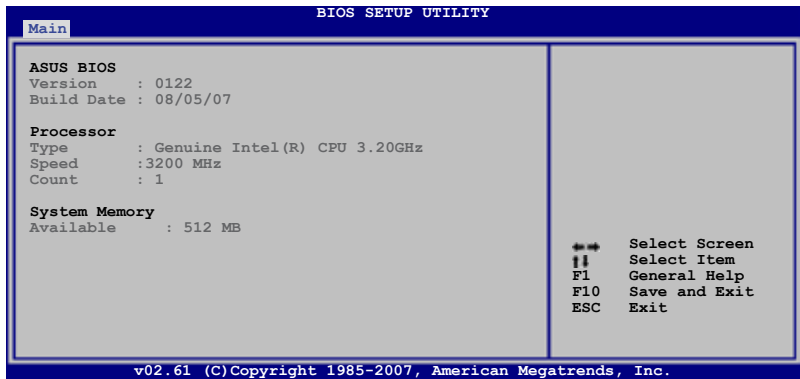 BIOS SETUP UTILITY
Main
ASUS BIOS
Version : 0122
Build Date : 08/05/07
Processor
Type : Genuine Intel(R) CPU 3.20GHz
Speed :3200 MHz
Count : 1
System Memory
Available : 512 MB
←→ Select Screen
↑↓ Select Item
F1 General Help
F10 Save and Exit
ESC Exit
v02.61 (C)Copyright 1985-2007, American Megatrends, Inc.